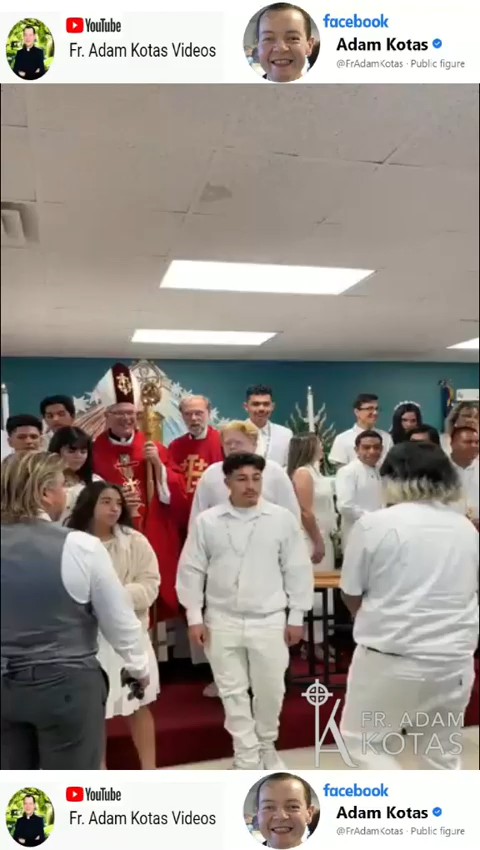 YouTube
Fr. Adam Kotas Videos
facebook
Adam Kotas
@FrAdamKotas · Public figure
FR. ADAM
KOTAS
YouTube
Fr. Adam Kotas Videos
facebook
Adam Kotas
@FrAdamKotas · Public figure